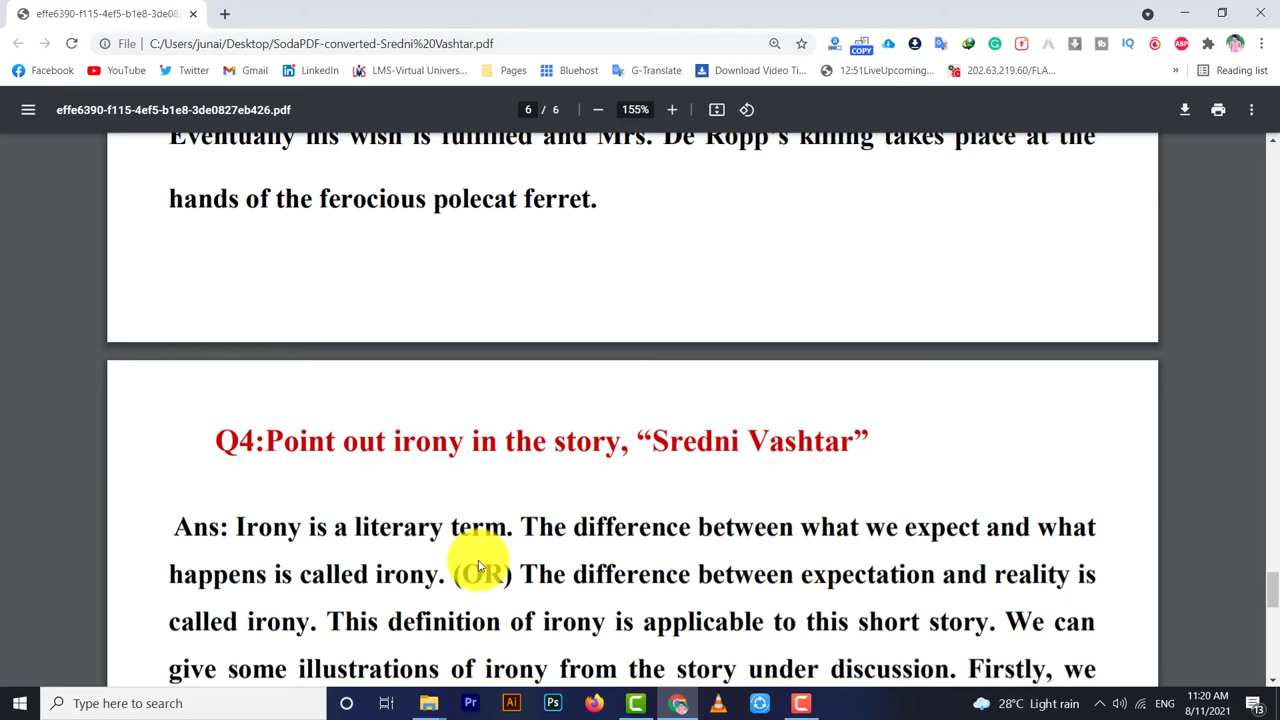 effe6390-f115-4ef5-b1e8-3de082
File
C:/Users/junai/Desktop/SodaPDF-converted-Sredni%20Vashtar.pdf
COPY
Facebook
YouTube
Twitter
Gmail
LinkedIn
LMS-Virtual Univers...
Pages
Bluehost
G-Translate
Download Video Ti...
12:51LiveUpcoming...
202.63.219.60/FLA...
»
Reading list
effe6390-f115-4ef5-b1e8-3de0827eb426.pdf
6 / 6
155%
Eventually his wish is fulfilled and Mrs. De Ropp's killing takes place at the
hands of the ferocious polecat ferret.
Q4:Point out irony in the story, “Sredni Vashtar”
Ans: Irony is a literary term. The difference between what we expect and what
happens is called irony. (OR) The difference between expectation and reality is
called irony. This definition of irony is applicable to this short story. We can
give some illustrations of irony from the story under discussion. Firstly, we
Type here to search
Pr
Ai
Ps
28°C Light rain
ENG
11:20 AM
8/11/2021
13